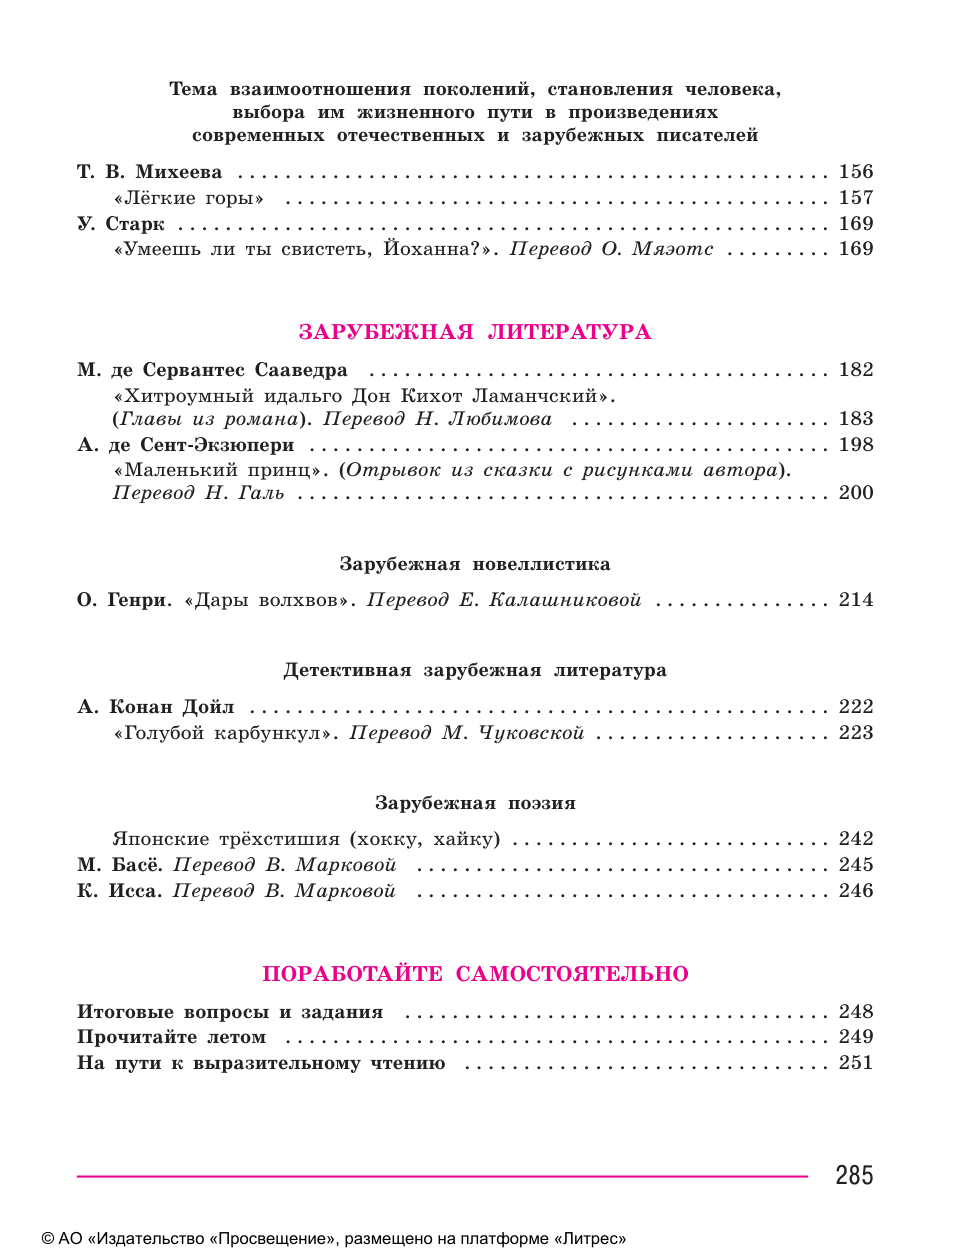 Тема взаимоотношения поколений, становления человека,
выбора им жизненного пути в произведениях
современных отечественных и зарубежных писателей
Т. В. Михеева . . . . . . . . . . . . . . . . . . . . . . . . . . . . . . . . . . . . . . . . . . . . . . . . . . 156
«Лёгкие горы» . . . . . . . . . . . . . . . . . . . . . . . . . . . . . . . . . . . . . . . . . . . . . . 157
У. Старк . . . . . . . . . . . . . . . . . . . . . . . . . . . . . . . . . . . . . . . . . . . . . . . . . . . . . . . 169
«Умеешь ли ты свистеть, Йоханна?». Перевод О. Мяэотс . . . . . . . . . 169
ЗАРУБЕЖНАЯ ЛИТЕРАТУРА
М. де Сервантес Сааведра . . . . . . . . . . . . . . . . . . . . . . . . . . . . . . . . . . . . . . . 182
«Хитроумный идальго Дон Кихот Ламанчский».
(Главы из романа). Перевод Н. Любимова . . . . . . . . . . . . . . . . . . . . . . 183
А. де Сент-Экзюпери . . . . . . . . . . . . . . . . . . . . . . . . . . . . . . . . . . . . . . . . . . . . 198
«Маленький принц». (Отрывок из сказки с рисунками автора).
Перевод Н. Галь . . . . . . . . . . . . . . . . . . . . . . . . . . . . . . . . . . . . . . . . . . . . . 200
Зарубежная новеллистика
О. Генри. «Дары волхвов». Перевод Е. Калашниковой . . . . . . . . . . . . . . . 214
Детективная зарубежная литература
А. Конан Дойл . . . . . . . . . . . . . . . . . . . . . . . . . . . . . . . . . . . . . . . . . . . . . . . . . 222
«Голубой карбункул». Перевод М. Чуковской . . . . . . . . . . . . . . . . . . . . 223
Зарубежная поэзия
Японские трёхстишия (хокку, хайку) . . . . . . . . . . . . . . . . . . . . . . . . . . . 242
М. Басё. Перевод В. Марковой . . . . . . . . . . . . . . . . . . . . . . . . . . . . . . . . . . . 245
К. Исса. Перевод В. Марковой . . . . . . . . . . . . . . . . . . . . . . . . . . . . . . . . . . . 246
ПОРАБОТАЙТЕ САМОСТОЯТЕЛЬНО
Итоговые вопросы и задания . . . . . . . . . . . . . . . . . . . . . . . . . . . . . . . . . . . . 248
Прочитайте летом . . . . . . . . . . . . . . . . . . . . . . . . . . . . . . . . . . . . . . . . . . . . . . 249
На пути к выразительному чтению . . . . . . . . . . . . . . . . . . . . . . . . . . . . . . . 251
285
© АО «Издательство «Просвещение», размещено на платформе «Литрес»